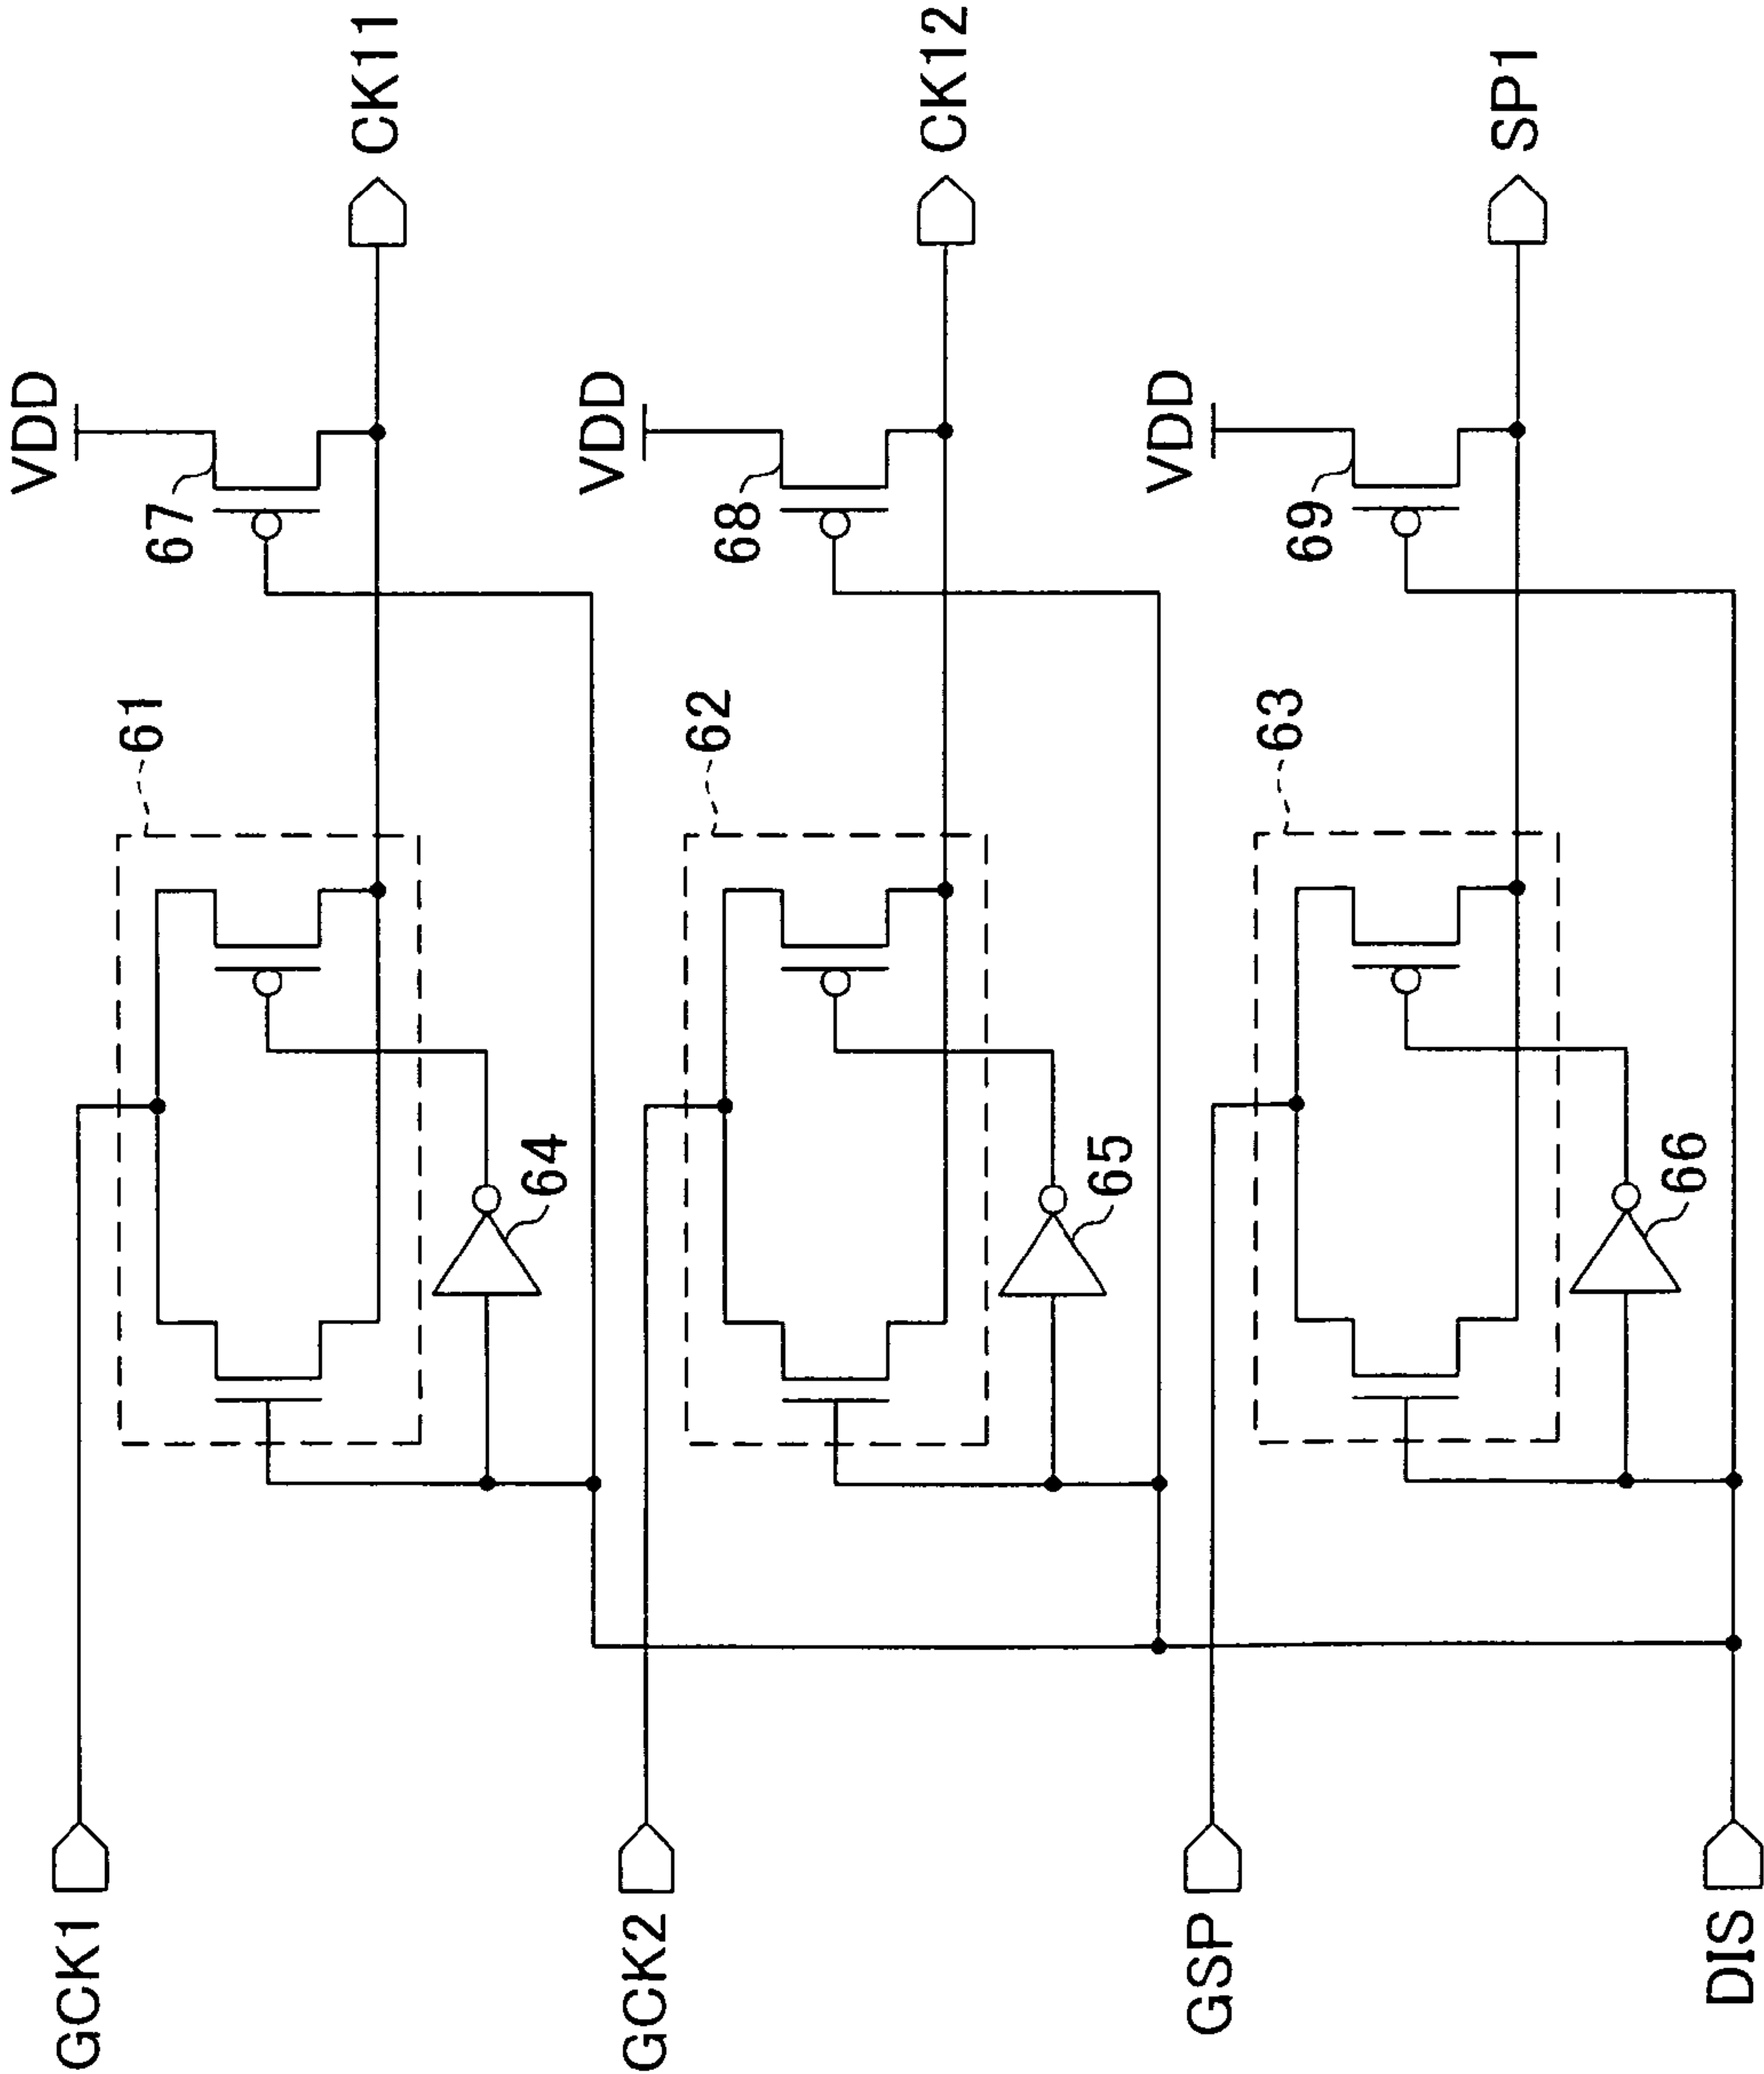 GCK1
61
64
67
VDD
CK11
GCK2
62
65
68
VDD
CK12
GSP
63
66
69
VDD
SP1
DIS